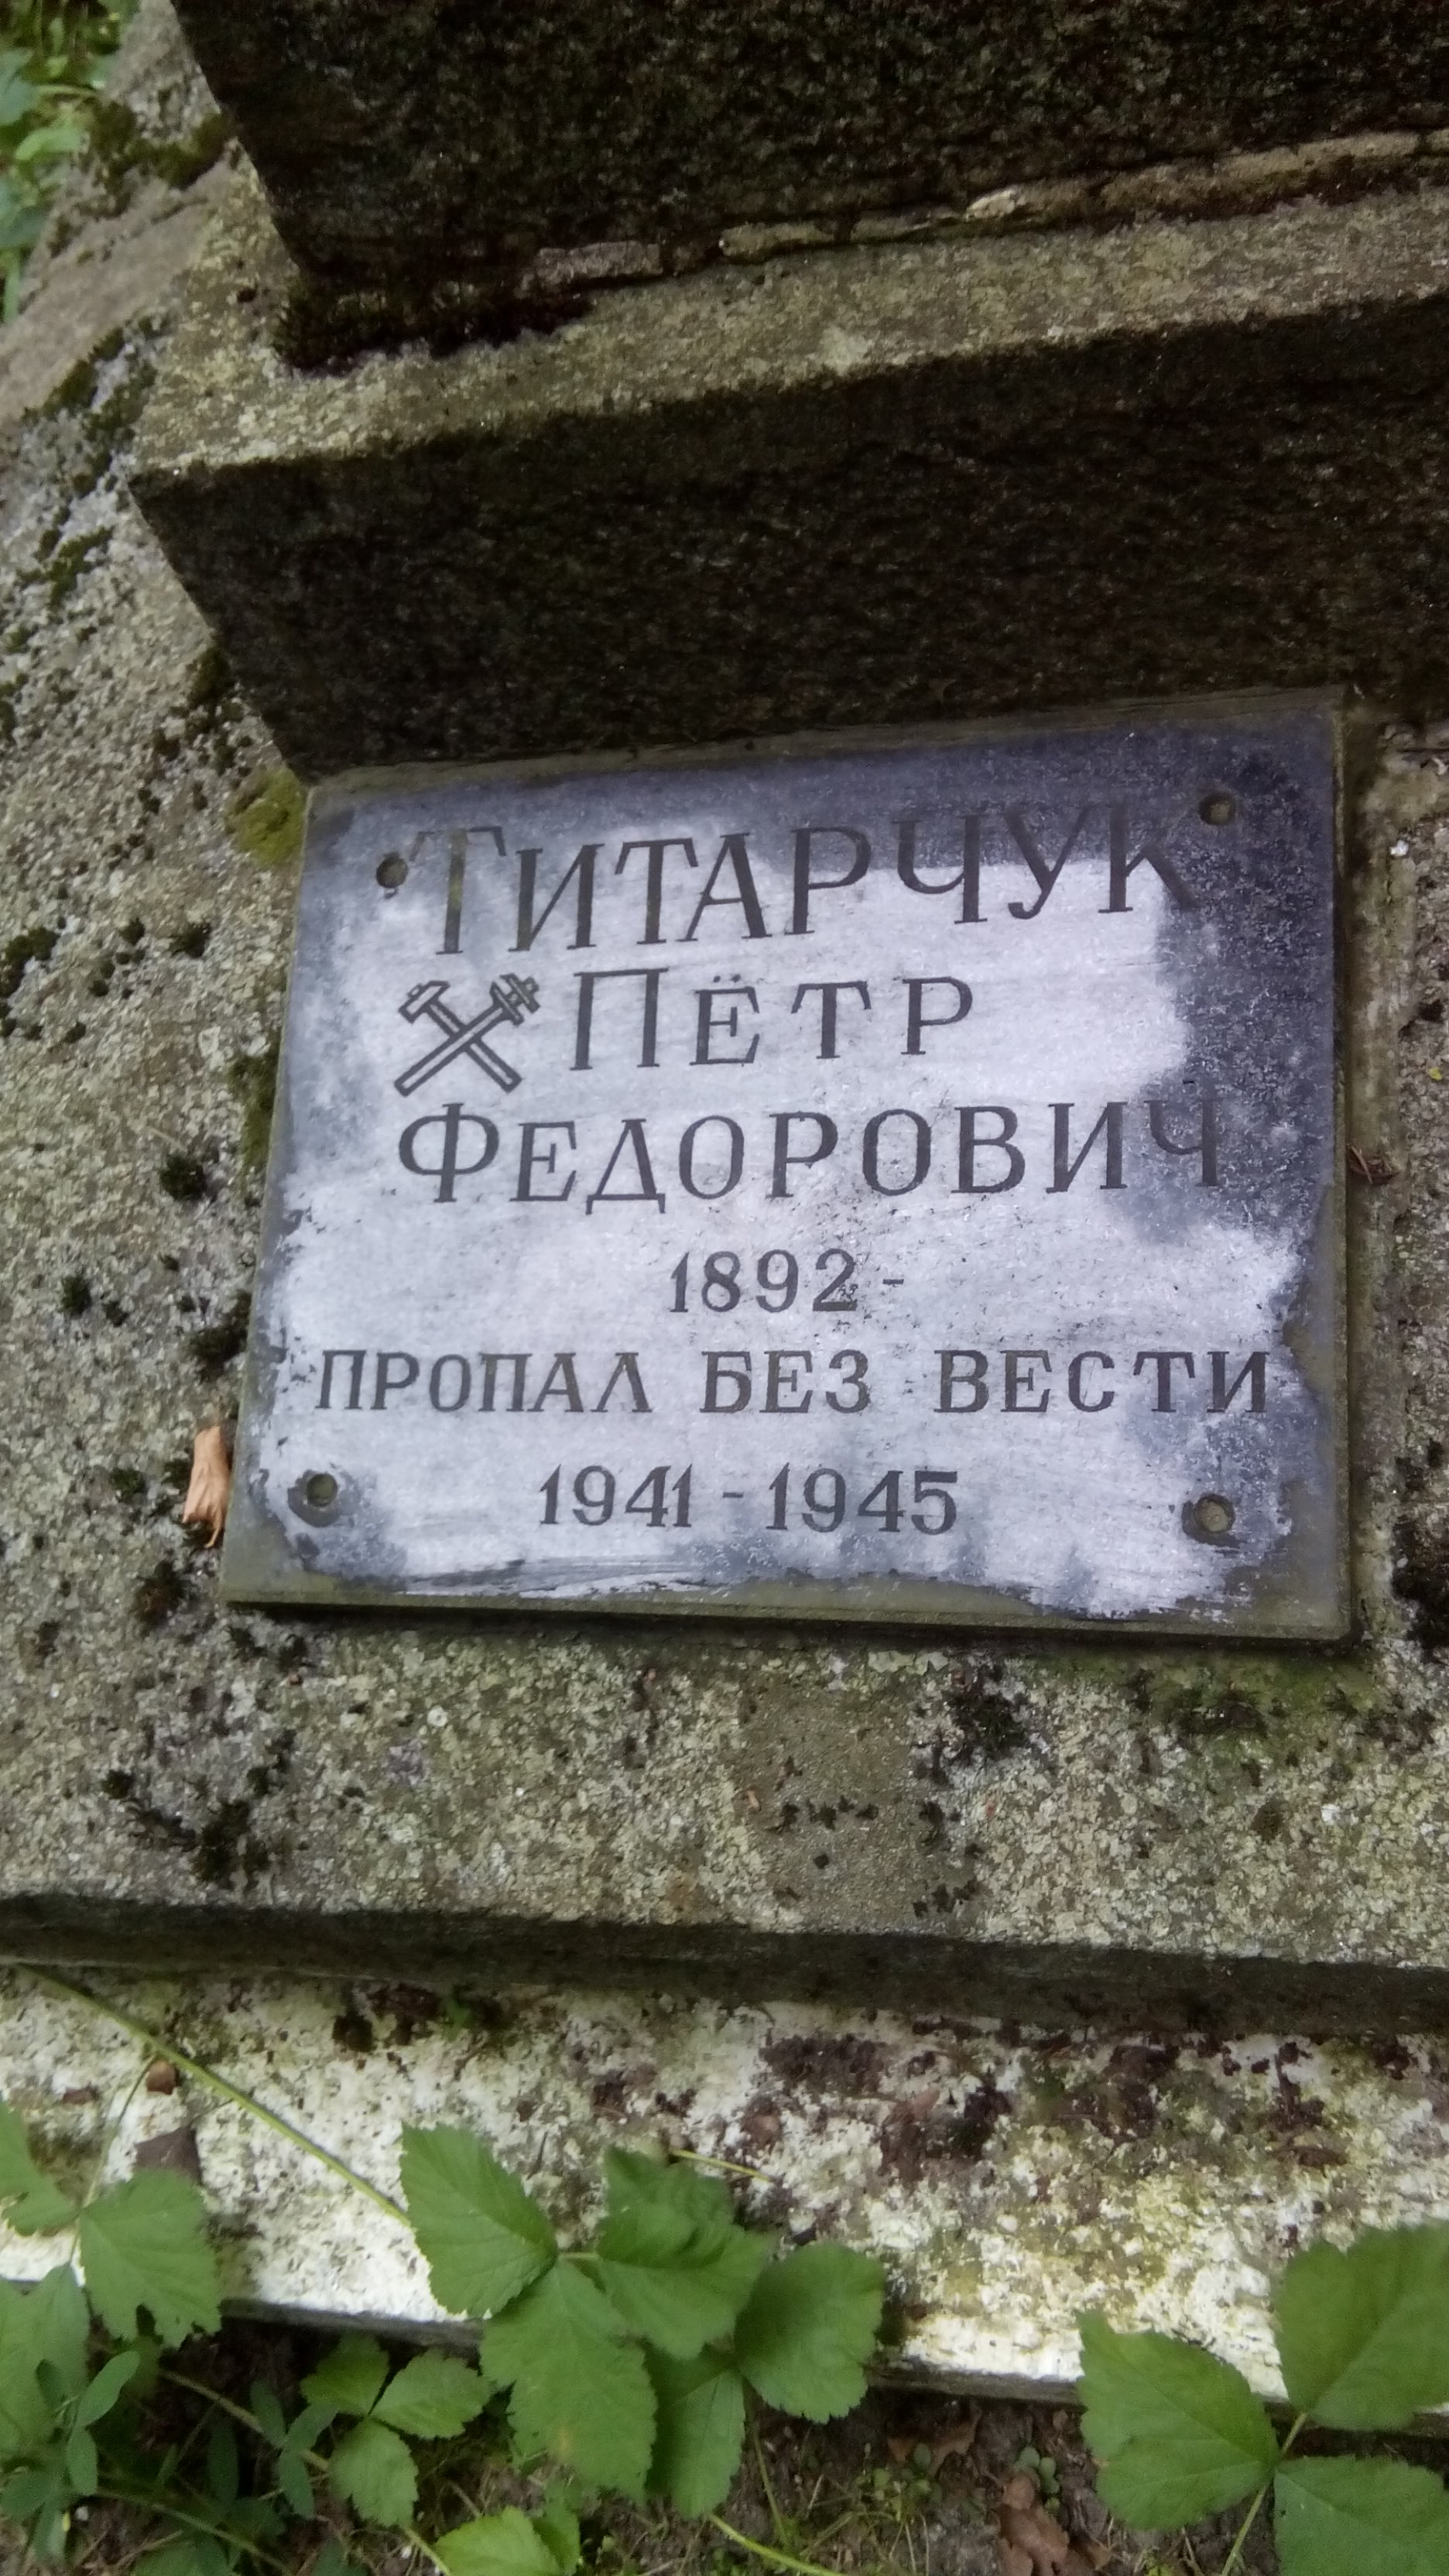 ТИТАРЧУК
ПЁТР
ФЕДОРОВИЧ
1892-
ПРОПАЛ БЕЗ ВЕСТИ
1941-1945